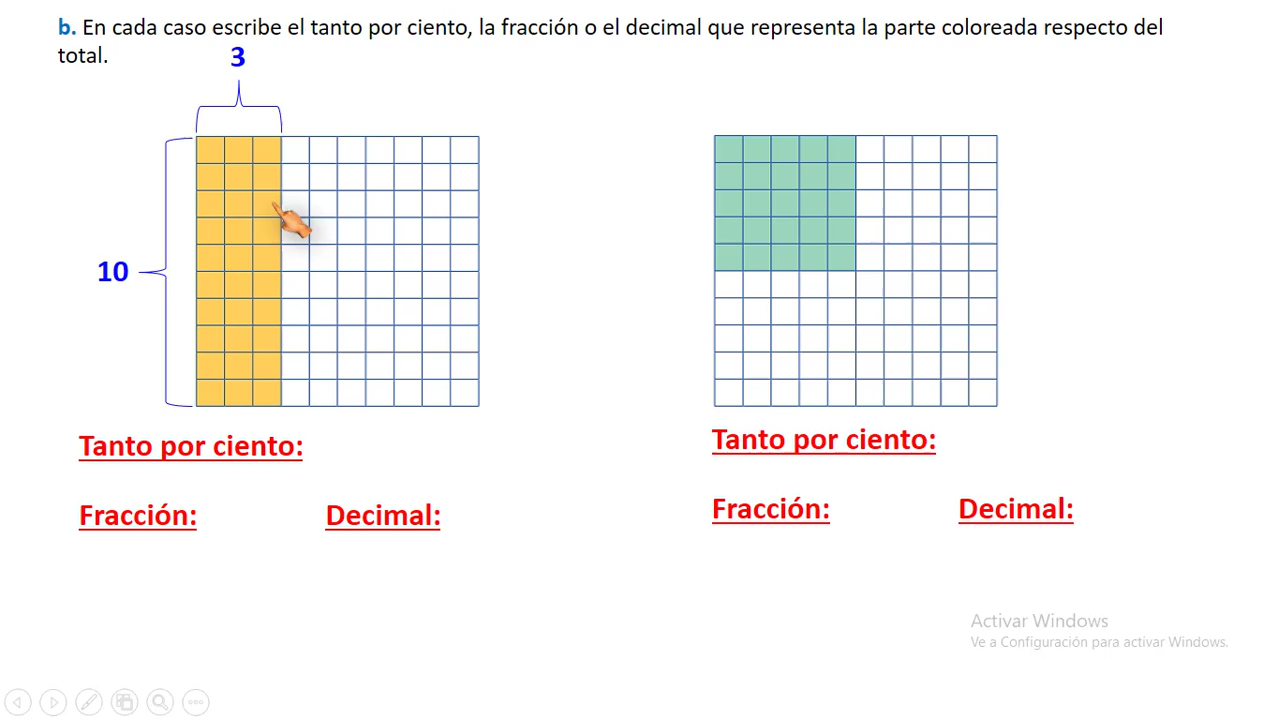 b. En cada caso escribe el tanto por ciento, la fracción o el decimal que representa la parte coloreada respecto del
total.
3
10
Tanto por ciento:
Fracción:
Decimal:
Tanto por ciento:
Fracción:
Decimal:
Activar Windows
Ve a Configuración para activar Windows.